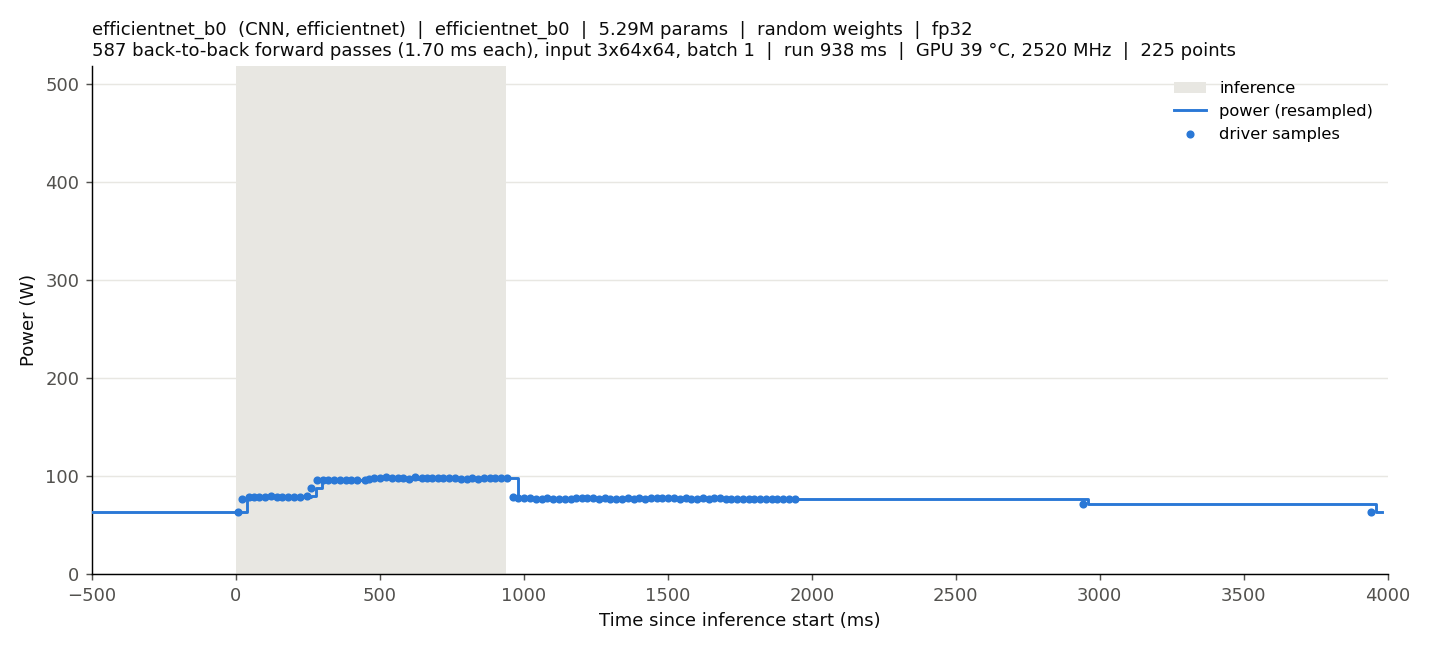 efficientnet_b0  (CNN, efficientnet)  |  efficientnet_b0  |  5.29M params  |  random weights  |  fp32
587 back-to-back forward passes (1.70 ms each), input 3x64x64, batch 1  |  run 938 ms  |  GPU 39 °C, 2520 MHz  |  225 points
inference
power (resampled)
driver samples
Power (W)
500
400
300
200
100
0
−500
0
500
1000
1500
2000
2500
3000
3500
4000
Time since inference start (ms)